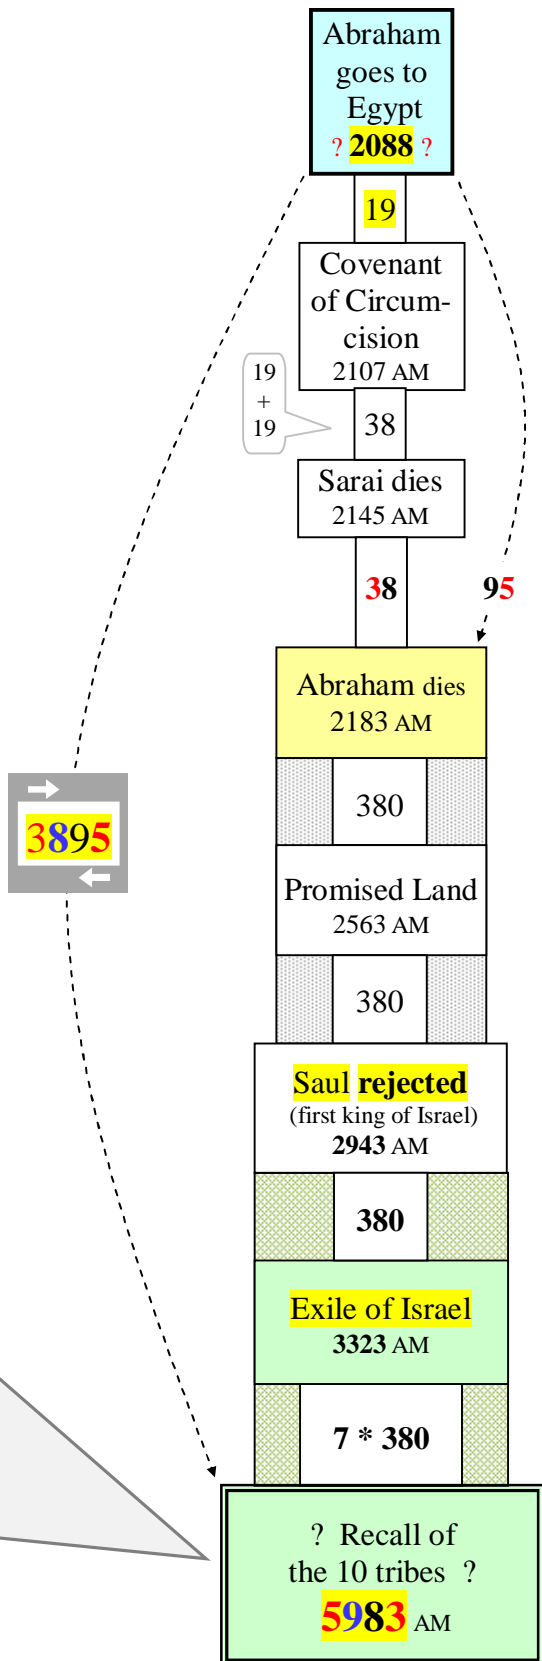 Abraham
goes to
Egypt
? 2088 ?
19
Covenant
of Circum-
cision
2107 AM
19
+
19
38
Sarai dies
2145 AM
38
95
Abraham dies
2183 AM
380
3895
Promised Land
2563 AM
380
Saul rejected
(first king of Israel)
2943 AM
380
Exile of Israel
3323 AM
7 * 380
? Recall of
the 10 tribes ?
5983 AM